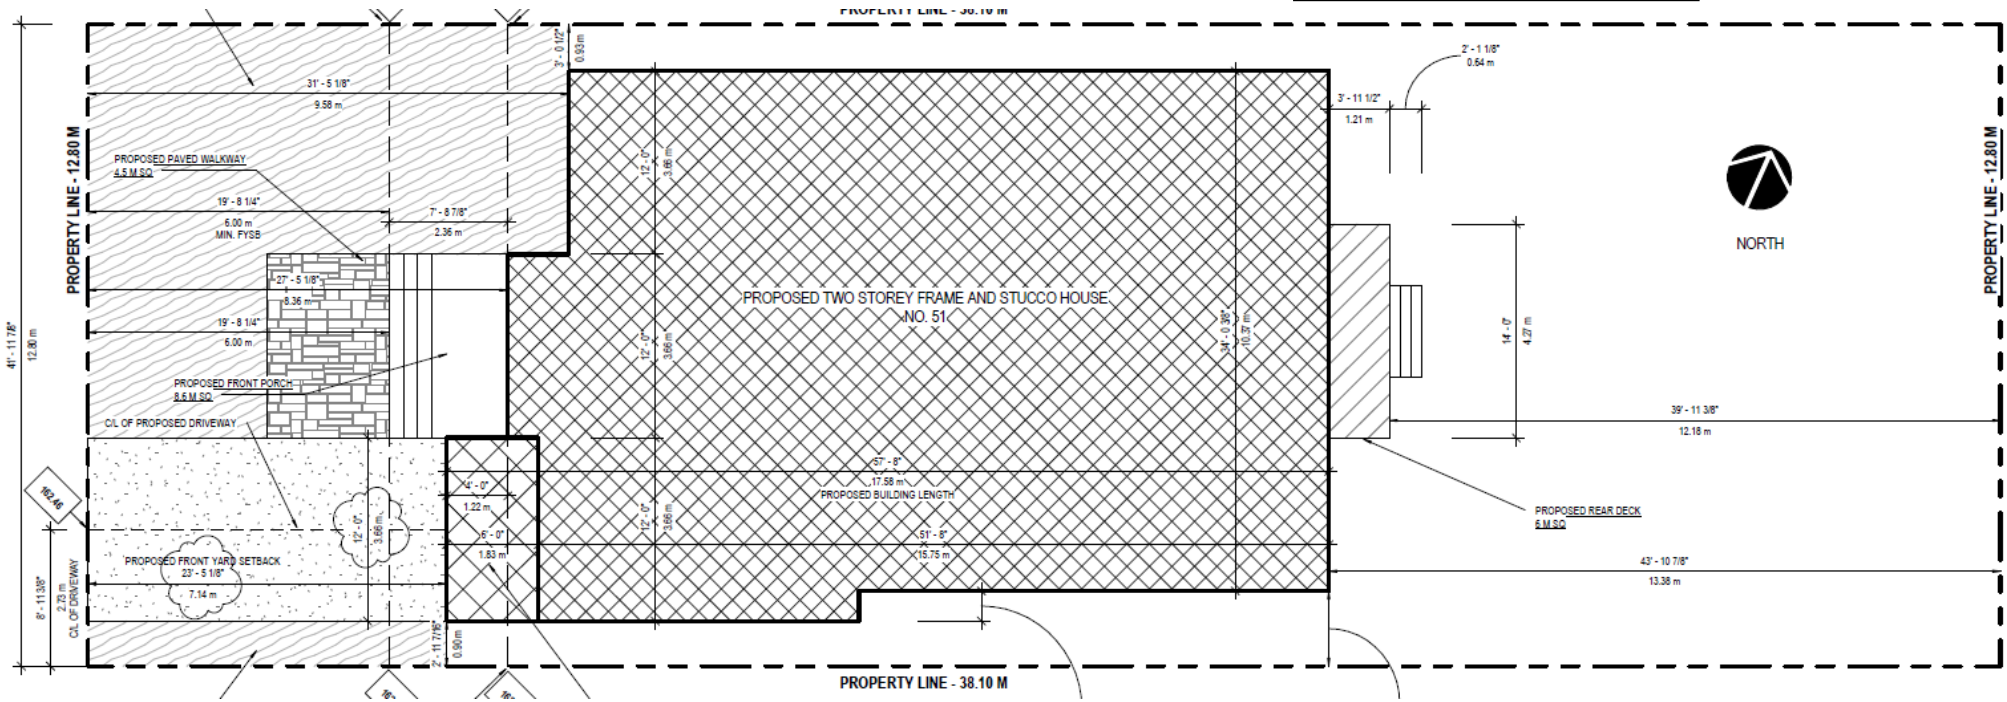 PROPERTY LINE - 38.10 M
3' - 0 1/2"
0.93 m
2' - 1 1/8"
0.64 m
31' - 5 1/8"
9.58 m
3' - 11 1/2"
1.21 m
PROPERTY LINE - 12.80 M
PROPOSED PAVED WALKWAY
4.5 M SQ
12' - 0"
3.66 m
PROPERTY LINE - 12.80 M
19' - 8 1/4"
6.00 m
MIN. FYSB
7' - 8 7/8"
2.36 m
NORTH
27' - 5 1/8"
8.36 m
PROPOSED TWO STOREY FRAME AND STUCCO HOUSE
NO. 51
19' - 8 1/4"
6.00 m
12' - 0"
3.66 m
34' - 0 3/8"
10.37 m
14' - 0"
4.27 m
41' - 11 7/8"
12.80 m
PROPOSED FRONT PORCH
8.6 M SQ
C/L OF PROPOSED DRIVEWAY
39' - 11 3/8"
12.18 m
57' - 8"
17.58 m
PROPOSED BUILDING LENGTH
162.46
4' - 0"
1.22 m
12' - 0"
3.66 m
12' - 0"
3.66 m
PROPOSED REAR DECK
5 M SQ
6' - 0"
1.83 m
51' - 8"
15.75 m
PROPOSED FRONT YARD SETBACK
23' - 5 1/8"
7.14 m
43' - 10 7/8"
13.38 m
8' - 11 3/8"
2.73 m
C/L OF DRIVEWAY
2' - 11 7/16"
0.90 m
PROPERTY LINE - 38.10 M